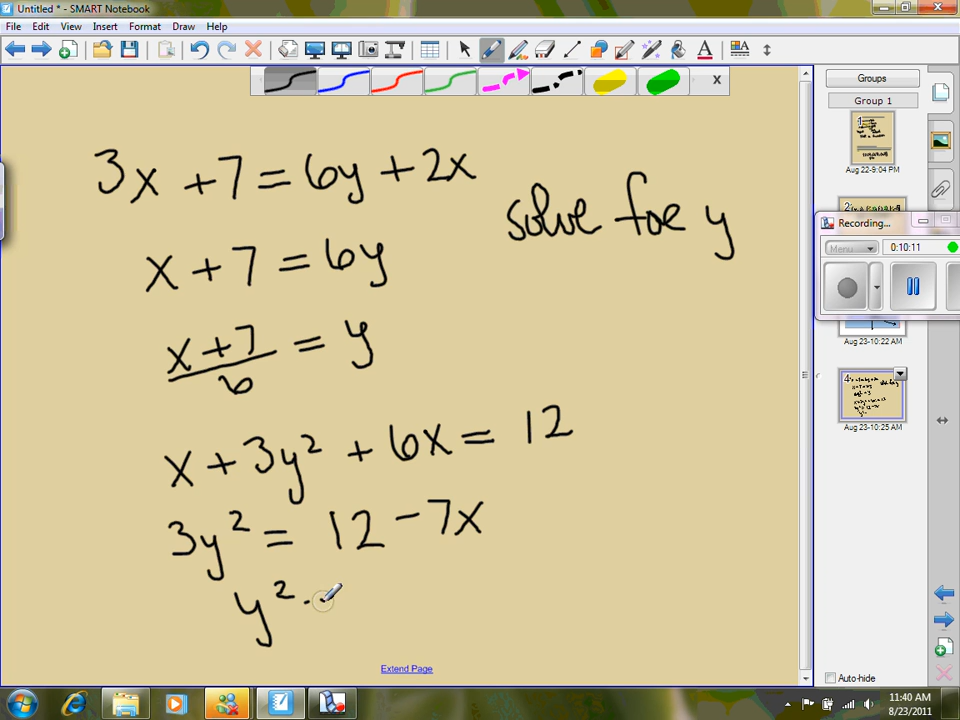 Untitled * - SMART Notebook
File Edit View Insert Format Draw Help
x
Groups
Group 1
1
Aug 22-9:04 PM
2
Recording...
Menu
0:10:11
Aug 23-10:22 AM
4
Aug 23-10:25 AM
3x + 7 = 6y + 2x
solve for y
x + 7 = 6y
x + 7
6
= y
x + 3y² + 6x = 12
3y² = 12 - 7x
y²
Extend Page
Auto-hide
11:40 AM
8/23/2011